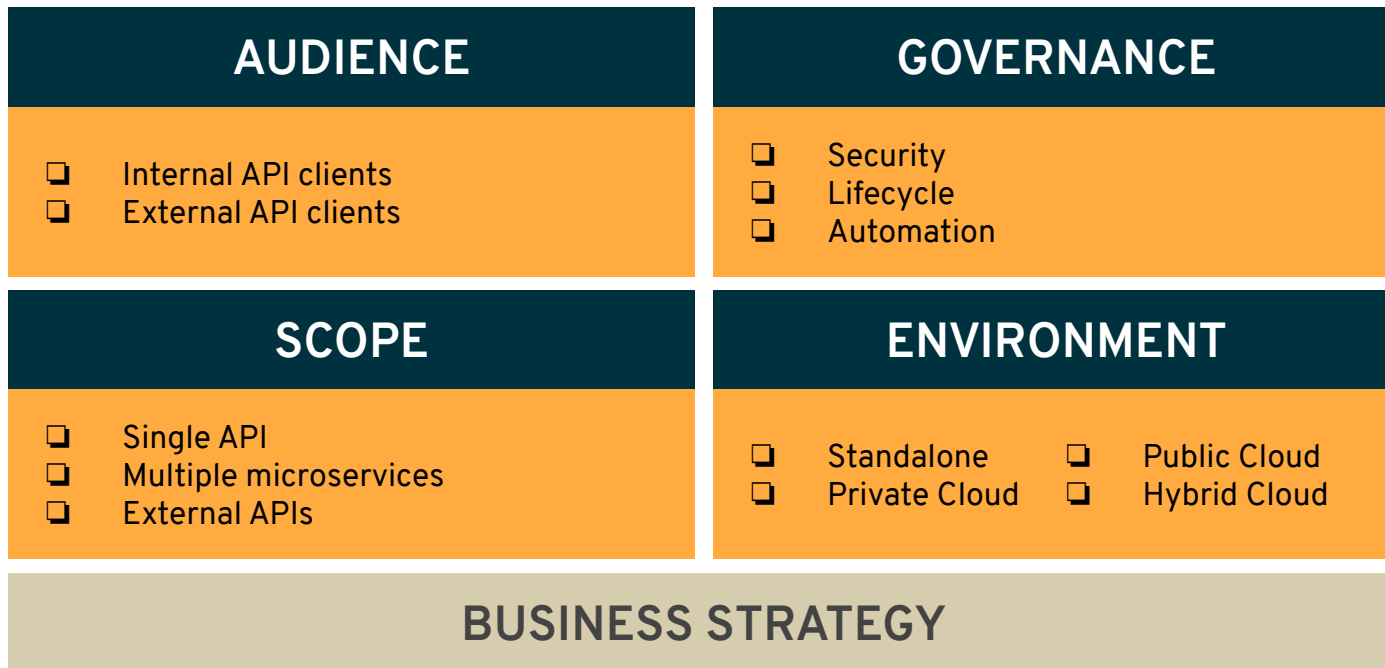 AUDIENCE
❏ Internal API clients
❏ External API clients
GOVERNANCE
❏ Security
❏ Lifecycle
❏ Automation
SCOPE
❏ Single API
❏ Multiple microservices
❏ External APIs
ENVIRONMENT
❏ Standalone
❏ Private Cloud
❏ Public Cloud
❏ Hybrid Cloud
BUSINESS STRATEGY